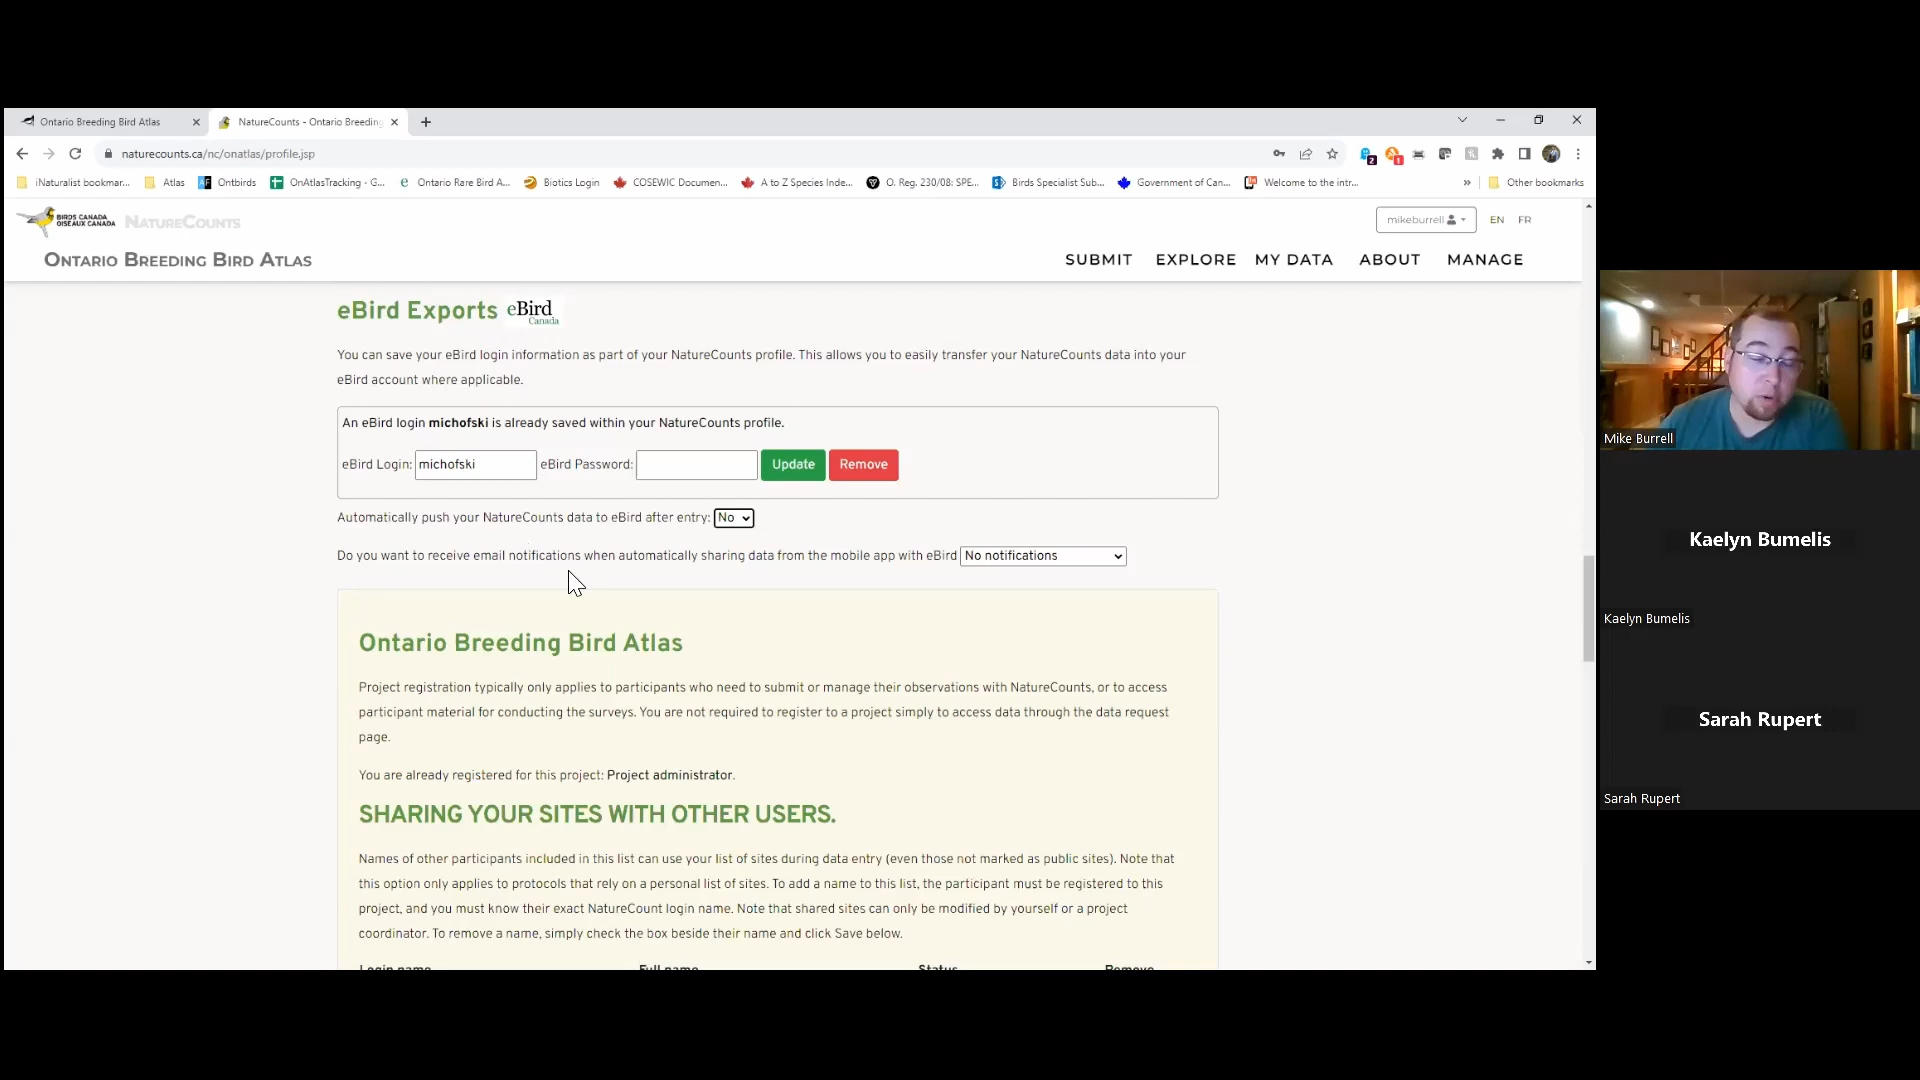 Ontario Breeding Bird Atlas
NatureCounts - Ontario Breeding
naturecounts.ca/nc/onatlas/profile.jsp
2
1
iNaturalist bookmar...
Atlas
Ontbirds
OnAtlasTracking - G...
Ontario Rare Bird A...
Biotics Login
COSEWIC Documen...
A to Z Species Inde...
O. Reg. 230/08: SPE...
Birds Specialist Sub...
Government of Can...
Welcome to the intr...
»
Other bookmarks
BIRDS CANADA
OISEAUX CANADA
NATURECOUNTS
mikeburrell
EN
FR
ONTARIO BREEDING BIRD ATLAS
SUBMIT
EXPLORE
MY DATA
ABOUT
MANAGE
eBird Exports
eBird
Canada
You can save your eBird login information as part of your NatureCounts profile. This allows you to easily transfer your NatureCounts data into your
eBird account where applicable.
An eBird login michofski is already saved within your NatureCounts profile.
eBird Login: michofski eBird Password: Update Remove
Automatically push your NatureCounts data to eBird after entry: No
Do you want to receive email notifications when automatically sharing data from the mobile app with eBird No notifications
Ontario Breeding Bird Atlas
Project registration typically only applies to participants who need to submit or manage their observations with NatureCounts, or to access
participant material for conducting the surveys. You are not required to register to a project simply to access data through the data request
page.
You are already registered for this project: Project administrator.
SHARING YOUR SITES WITH OTHER USERS.
Names of other participants included in this list can use your list of sites during data entry (even those not marked as public sites). Note that
this option only applies to protocols that rely on a personal list of sites. To add a name to this list, the participant must be registered to this
project, and you must know their exact NatureCount login name. Note that shared sites can only be modified by yourself or a project
coordinator. To remove a name, simply check the box beside their name and click Save below.
Login name
Full name
Status
Remove
Mike Burrell
Kaelyn Bumelis
Kaelyn Bumelis
Sarah Rupert
Sarah Rupert